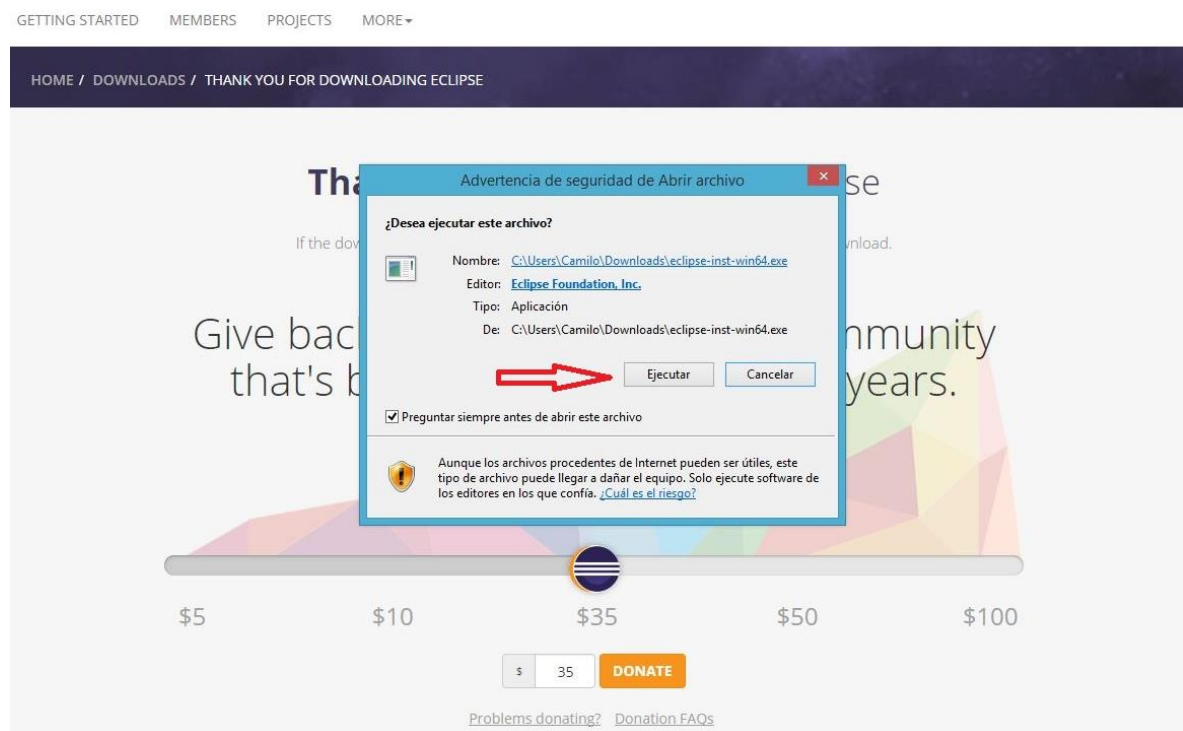 GETTING STARTED MEMBERS PROJECTS MORE
HOME / DOWNLOADS / THANK YOU FOR DOWNLOADING ECLIPSE
Advertencia de seguridad de Abrir archivo
¿Desea ejecutar este archivo?
Nombre: C:\Users\Camilo\Downloads\eclipse-inst-win64.exe
Editor: Eclipse Foundation, Inc.
Tipo: Aplicación
De: C:\Users\Camilo\Downloads\eclipse-inst-win64.exe
Ejecutar Cancelar
Preguntar siempre antes de abrir este archivo
Aunque los archivos procedentes de Internet pueden ser útiles, este
tipo de archivo puede llegar a dañar el equipo. Solo ejecute software de
los editores en los que confía. ¿Cuál es el riesgo?
If the
Give
that's years.
$5 $10 $35 $50 $100
$ 35 DONATE
Problems donating? Donation FAQs